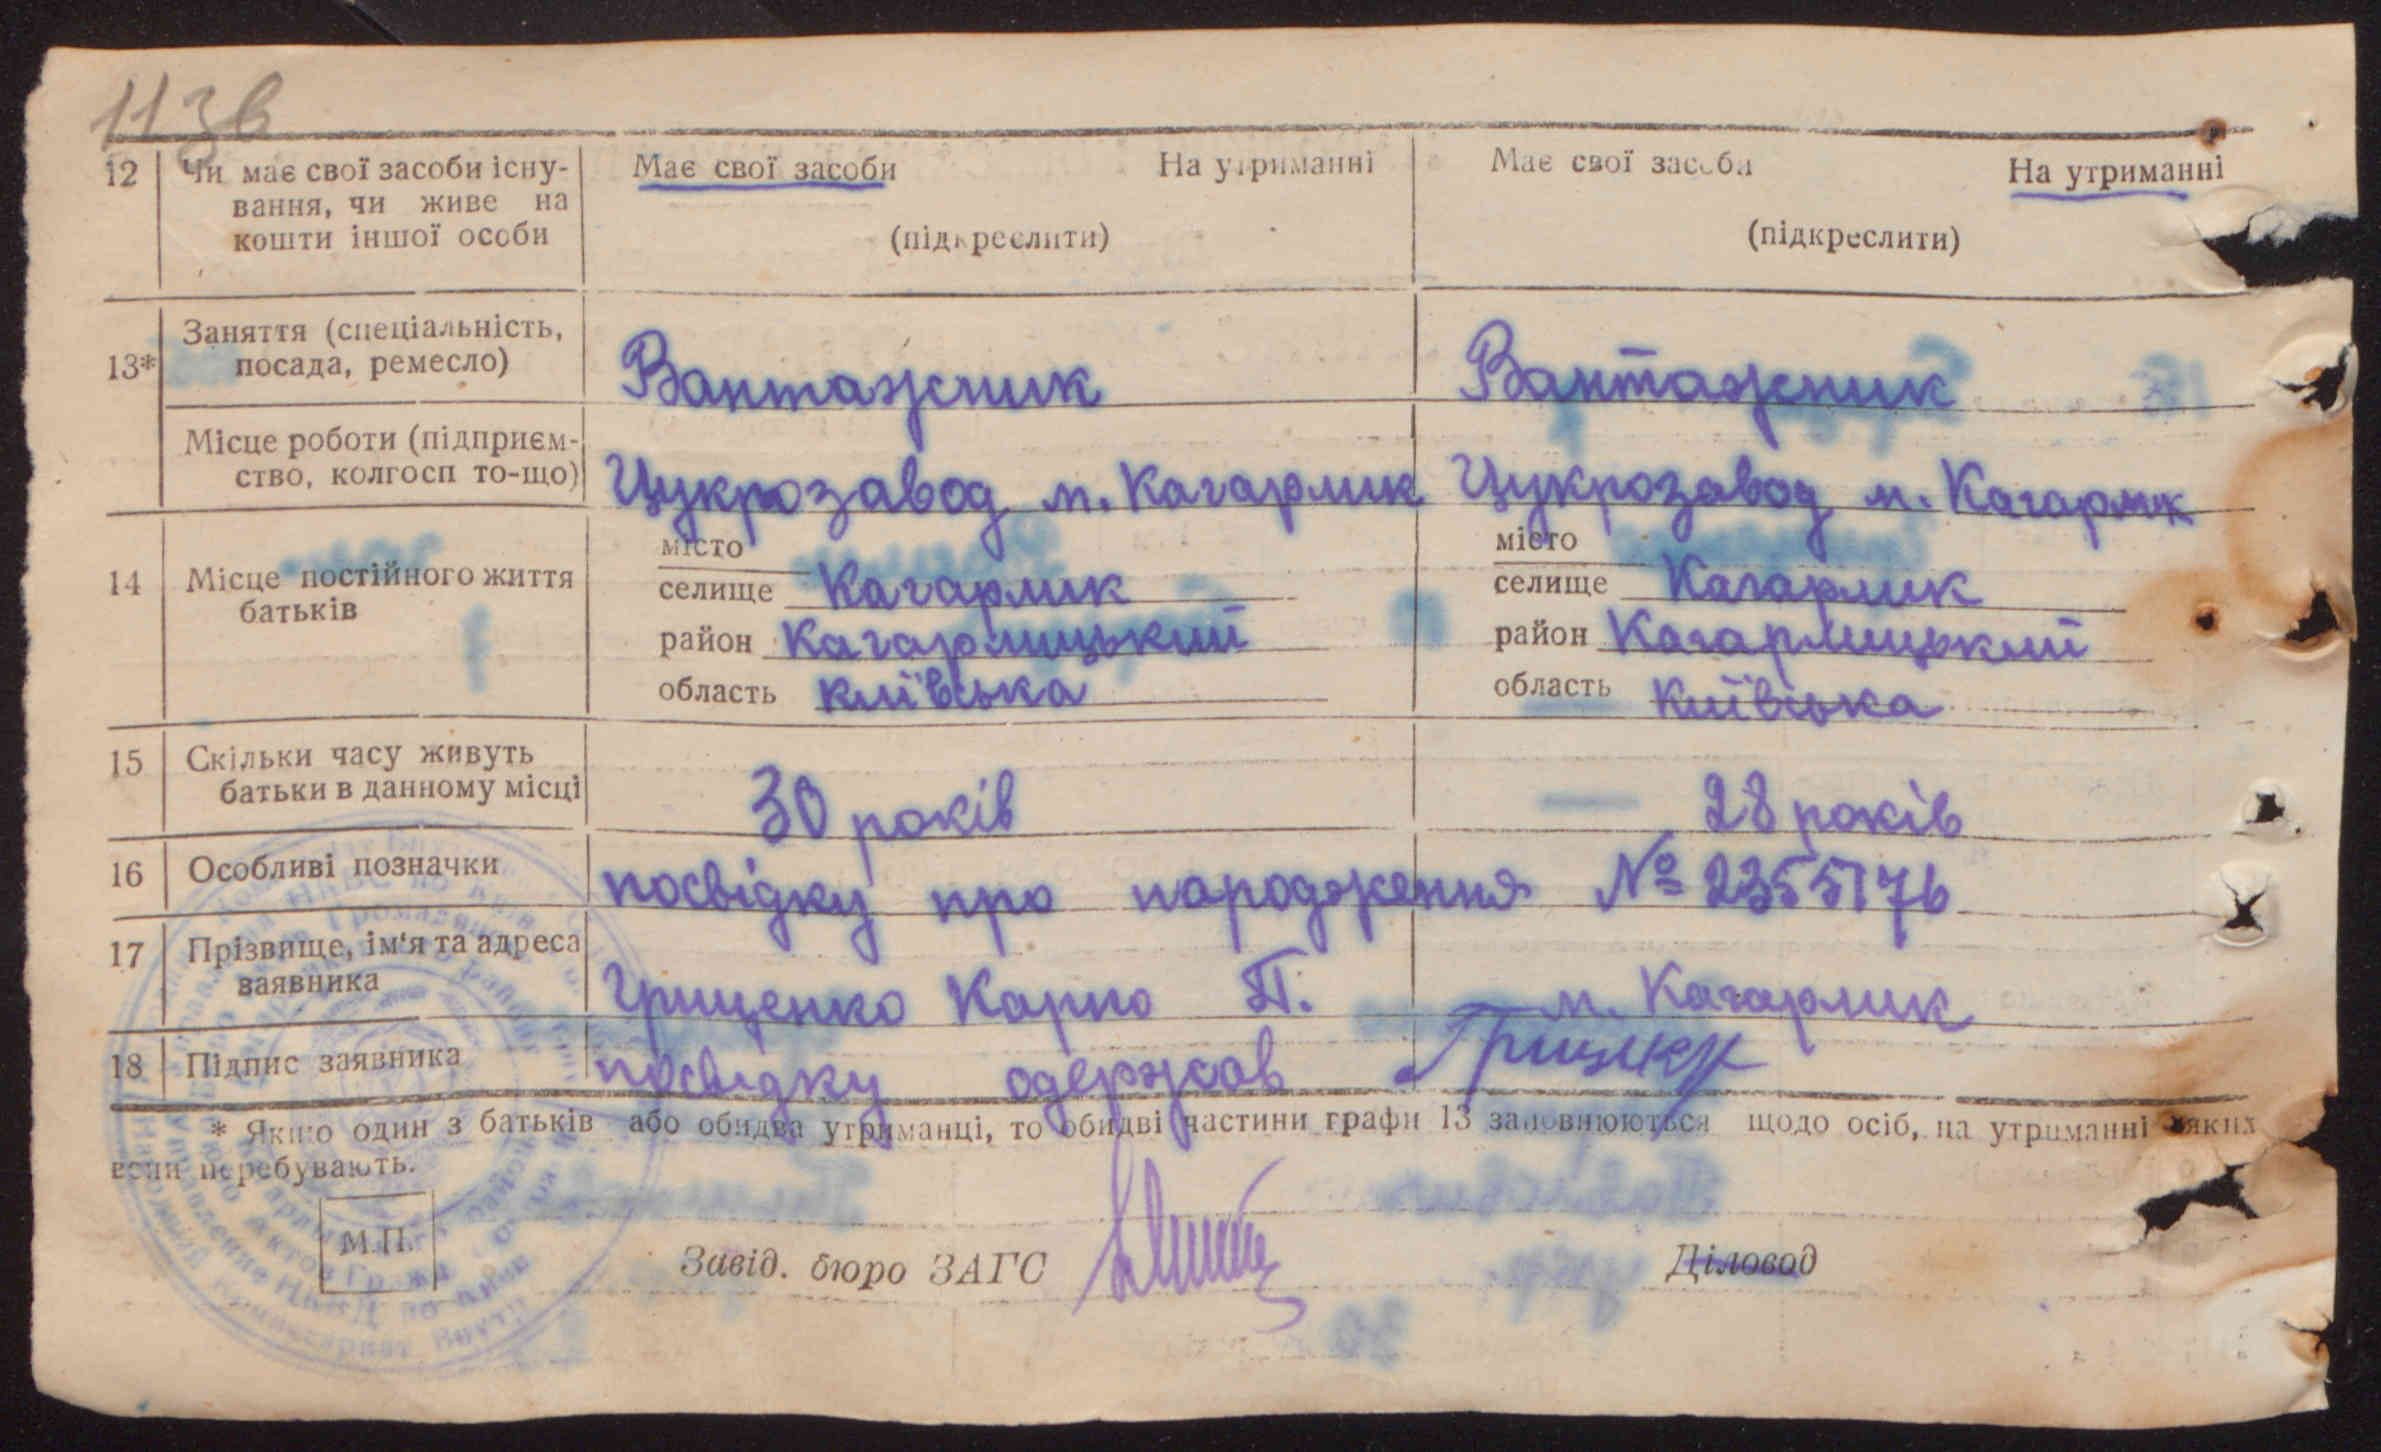 113в
12 Чи має свої засоби існу- Має свої засоби На утриманні Має свої засоби На утриманні
вання, чи живе на
кошти іншої особи (підкреслити) (підкреслити)
Заняття (спеціальність,
13* посада, ремесло) Вантажник Вантажник
Місце роботи (підприєм-
ство, колгосп то-що) Цукрозавод м. Кагарлик Цукрозавод м. Кагарлик
місто місто
14 Місце постійного життя селище Кагарлик селище Кагарлик
батьків район Кагарлицький район Кагарлицький
область Київська область Київська
15 Скільки часу живуть
батьки в данному місці 30 років 28 років
16 Особливі позначки посвідку про народження № 2355176
17 Прізвище, ім'я та адреса
заявника Грищенко Карпо П. м. Кагарлик
18 Підпис заявника посвідку одержав
* Якщо один з батьків або обидва утриманці, то обидві частини графи 13 заповнюються щодо осіб, на утриманні яких
вони перебувають.
М.П.
Завід. бюро ЗАГС Діловод